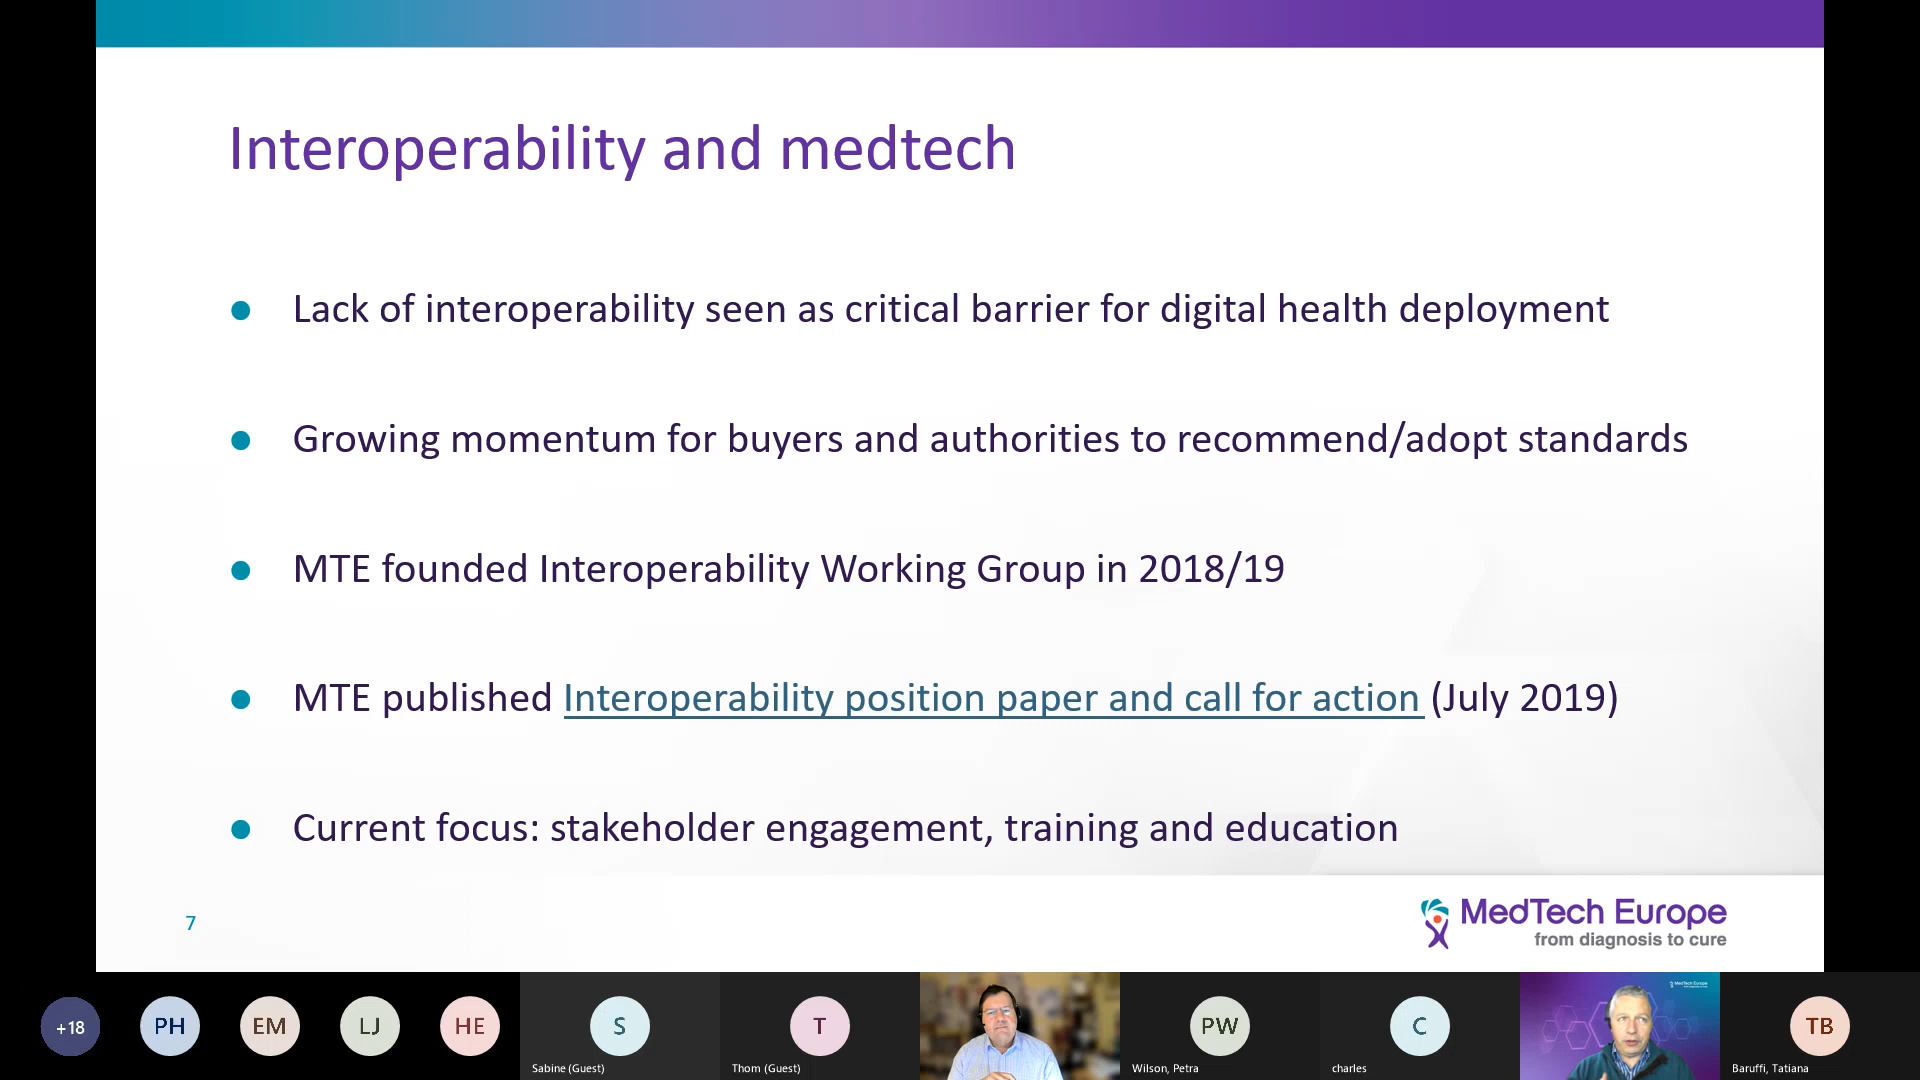 Interoperability and medtech
Lack of interoperability seen as critical barrier for digital health deployment
Growing momentum for buyers and authorities to recommend/adopt standards
MTE founded Interoperability Working Group in 2018/19
MTE published Interoperability position paper and call for action (July 2019)
Current focus: stakeholder engagement, training and education
7
MedTech Europe
from diagnosis to cure
+18
PH
EM
LJ
HE
S
Sabine (Guest)
T
Thom (Guest)
PW
Wilson, Petra
C
charles
MedTech Europe
TB
Baruffi, Tatiana